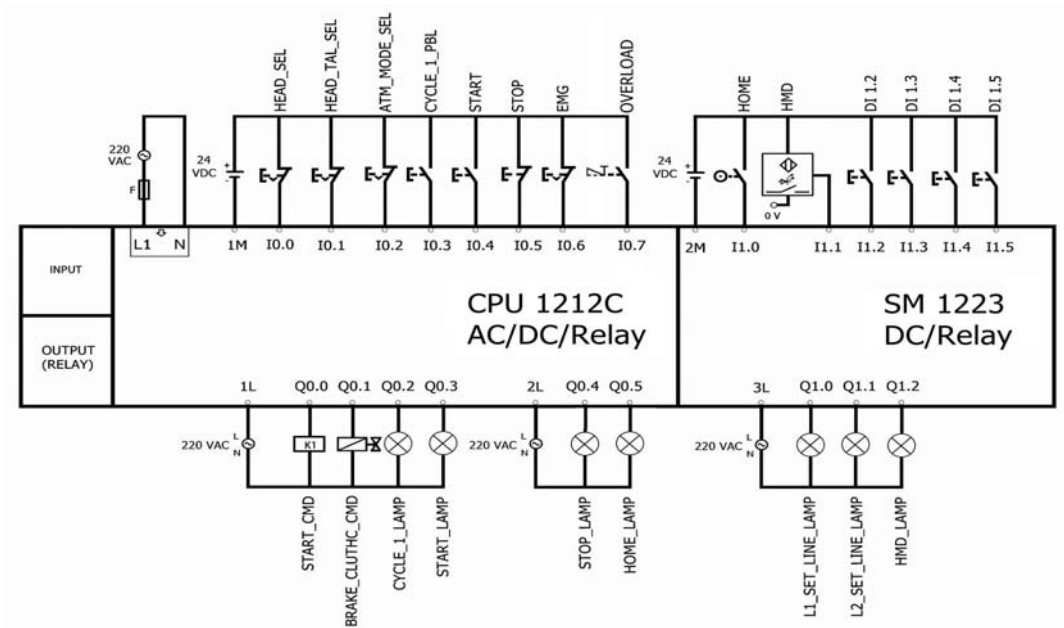 HEAD_SEL
HEAD_TAL_SEL
ATM_MODE_SEL
CYCLE_1_PBL
START
STOP
EMG
OVERLOAD
HOME
HMD
DI 1.2
DI 1.3
DI 1.4
DI 1.5
220
VAC
F
24
VDC
+
-
24
VDC
+
-
0 V
L1 N
1M I0.0 I0.1 I0.2 I0.3 I0.4 I0.5 I0.6 I0.7
2M I1.0 I1.1 I1.2 I1.3 I1.4 I1.5
INPUT
OUTPUT
(RELAY)
CPU 1212C
AC/DC/Relay
SM 1223
DC/Relay
1L Q0.0 Q0.1 Q0.2 Q0.3
2L Q0.4 Q0.5
3L Q1.0 Q1.1 Q1.2
220 VAC L
N
K1
220 VAC L
N
220 VAC L
N
START_CMD
BRAKE_CLUTHC_CMD
CYCLE_1_LAMP
START_LAMP
STOP_LAMP
HOME_LAMP
L1_SET_LINE_LAMP
L2_SET_LINE_LAMP
HMD_LAMP